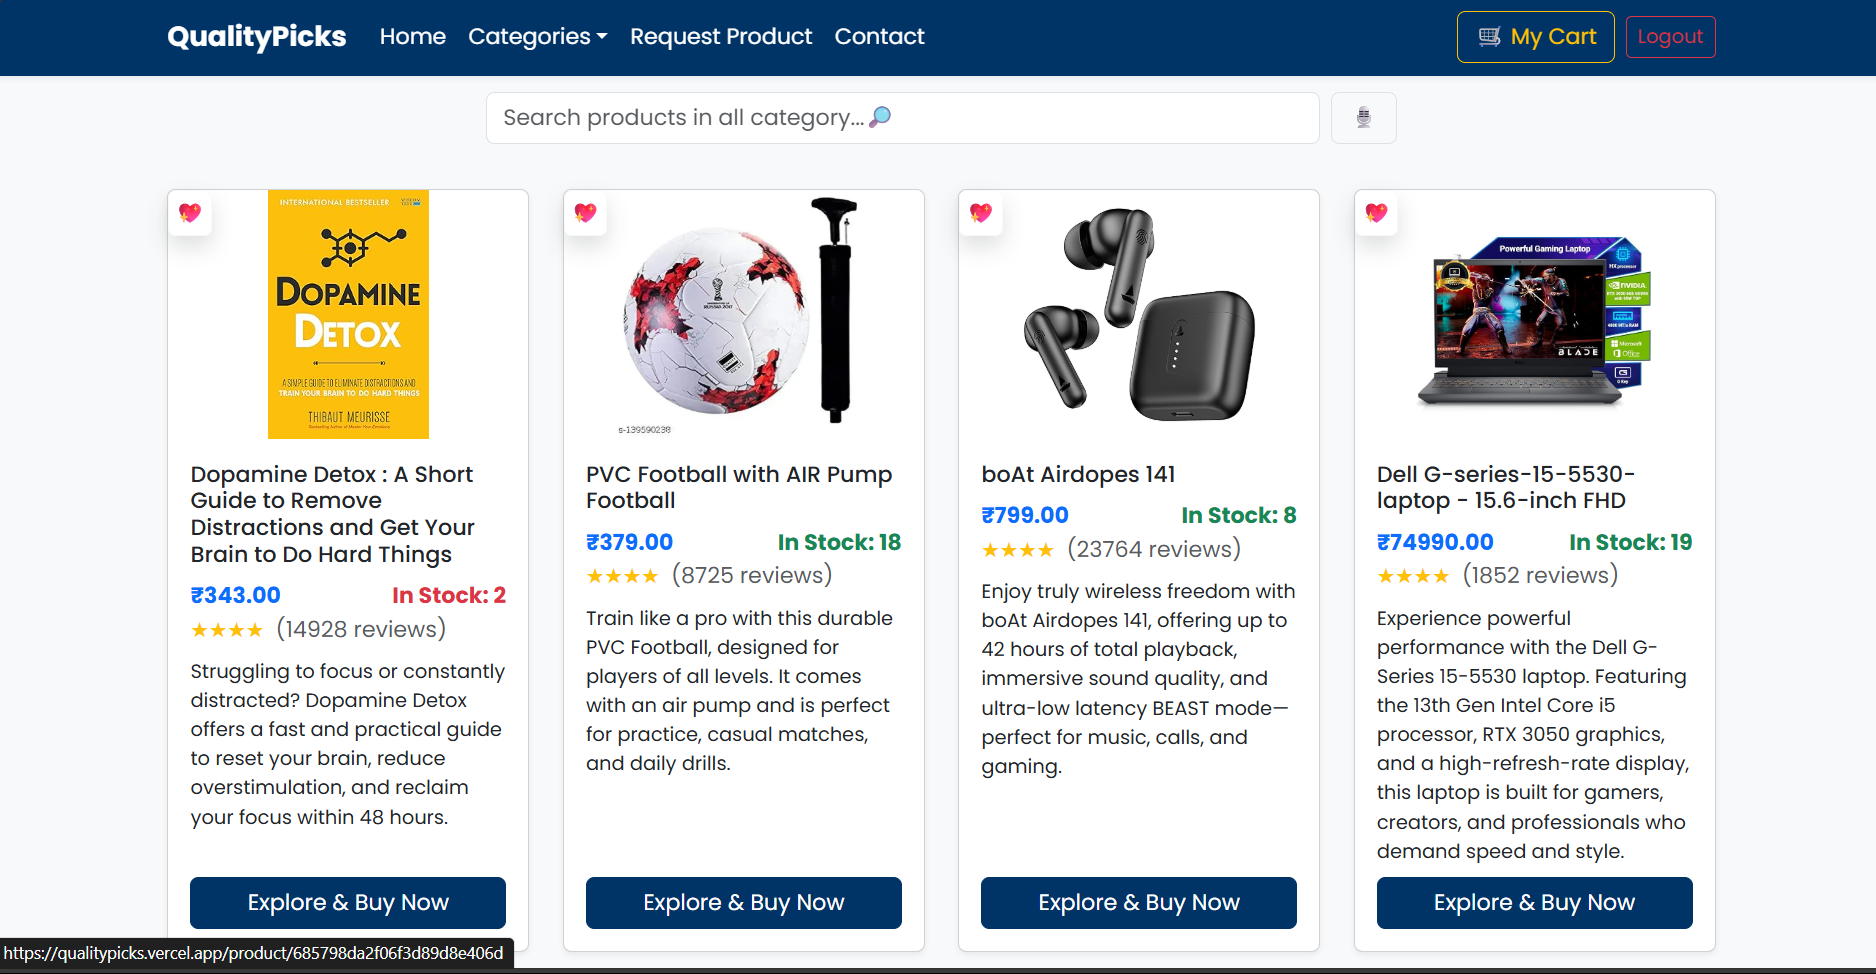 QualityPicks Home Categories Request Product Contact My Cart Logout
Search products in all category...
INTERNATIONAL BESTSELLER
DOPAMINE
DETOX
A SIMPLE GUIDE TO ELIMINATE DISTRACTIONS AND
TRAIN YOUR BRAIN TO DO HARD THINGS
THIBAUT MEURISSE
Dopamine Detox : A Short
Guide to Remove
Distractions and Get Your
Brain to Do Hard Things
₹343.00 In Stock: 2
★★★★ (14928 reviews)
Struggling to focus or constantly
distracted? Dopamine Detox
offers a fast and practical guide
to reset your brain, reduce
overstimulation, and reclaim
your focus within 48 hours.
Explore & Buy Now
s-139590238
PVC Football with AIR Pump
Football
₹379.00 In Stock: 18
★★★★ (8725 reviews)
Train like a pro with this durable
PVC Football, designed for
players of all levels. It comes
with an air pump and is perfect
for practice, casual matches,
and daily drills.
Explore & Buy Now
boAt Airdopes 141
₹799.00 In Stock: 8
★★★★ (23764 reviews)
Enjoy truly wireless freedom with
boAt Airdopes 141, offering up to
42 hours of total playback,
immersive sound quality, and
ultra-low latency BEAST mode—
perfect for music, calls, and
gaming.
Explore & Buy Now
Powerful Gaming Laptop
HX processor
NVIDIA
Microsoft
Office
BLADE
Dell G-series-15-5530-
laptop - 15.6-inch FHD
₹74990.00 In Stock: 19
★★★★ (1852 reviews)
Experience powerful
performance with the Dell G-
Series 15-5530 laptop. Featuring
the 13th Gen Intel Core i5
processor, RTX 3050 graphics,
and a high-refresh-rate display,
this laptop is built for gamers,
creators, and professionals who
demand speed and style.
Explore & Buy Now
https://qualitypicks.vercel.app/product/685798da2f06f3d89d8e406d